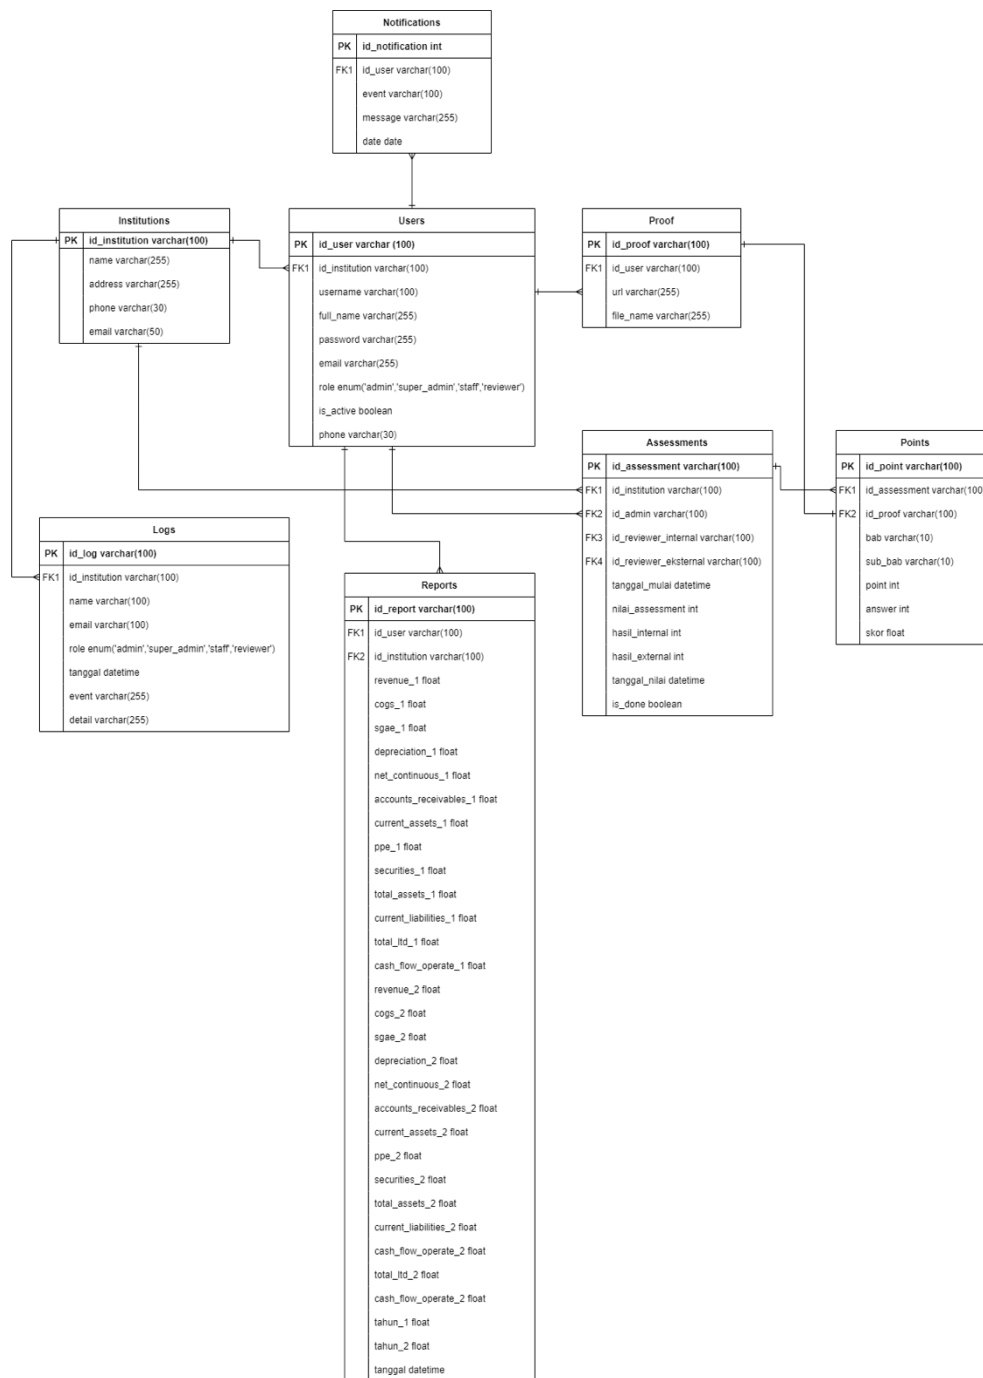 Notifications
PK id_notification int
FK1 id_user varchar(100)
event varchar(100)
message varchar(255)
date date
Institutions
PK id_institution varchar(100)
name varchar(255)
address varchar(255)
phone varchar(30)
email varchar(50)
Users
PK id_user varchar (100)
FK1 id_institution varchar(100)
username varchar(100)
full_name varchar(255)
password varchar(255)
email varchar(255)
role enum('admin','super_admin','staff','reviewer')
is_active boolean
phone varchar(30)
Proof
PK id_proof varchar(100)
FK1 id_user varchar(100)
url varchar(255)
file_name varchar(255)
Assessments
PK id_assessment varchar(100)
FK1 id_institution varchar(100)
FK2 id_admin varchar(100)
FK3 id_reviewer_internal varchar(100)
FK4 id_reviewer_eksternal varchar(100)
tanggal_mulai datetime
nilai_assessment int
hasil_internal int
hasil_external int
tanggal_nilai datetime
is_done boolean
Points
PK id_point varchar(100)
FK1 id_assessment varchar(100)
FK2 id_proof varchar(100)
bab varchar(10)
sub_bab varchar(10)
point int
answer int
skor float
Logs
PK id_log varchar(100)
FK1 id_institution varchar(100)
name varchar(100)
email varchar(100)
role enum('admin','super_admin','staff','reviewer')
tanggal datetime
event varchar(255)
detail varchar(255)
Reports
PK id_report varchar(100)
FK1 id_user varchar(100)
FK2 id_institution varchar(100)
revenue_1 float
cogs_1 float
sgae_1 float
depreciation_1 float
net_continuous_1 float
accounts_receivables_1 float
current_assets_1 float
ppe_1 float
securities_1 float
total_assets_1 float
current_liabilities_1 float
total_ltd_1 float
cash_flow_operate_1 float
revenue_2 float
cogs_2 float
sgae_2 float
depreciation_2 float
net_continuous_2 float
accounts_receivables_2 float
current_assets_2 float
ppe_2 float
securities_2 float
total_assets_2 float
current_liabilities_2 float
cash_flow_operate_2 float
total_ltd_2 float
cash_flow_operate_2 float
tahun_1 float
tahun_2 float
tanggal datetime